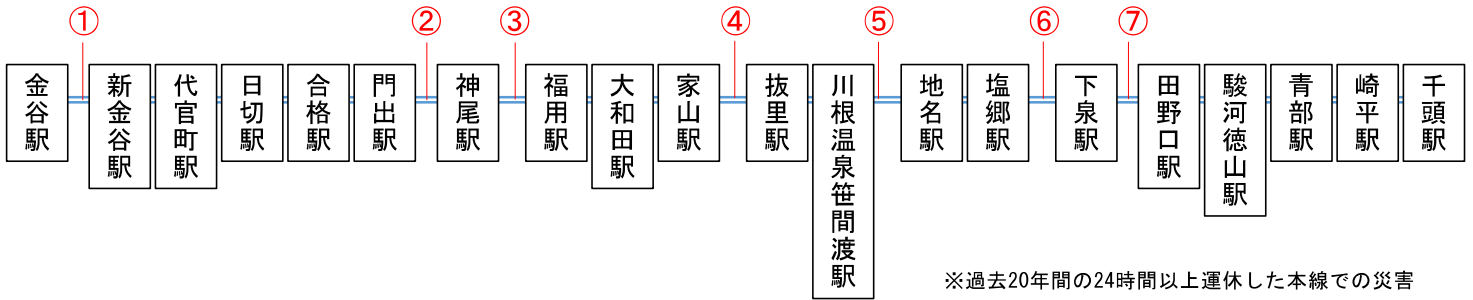 ① ② ③ ④ ⑤ ⑥ ⑦
金谷駅
新金谷駅
代官町駅
日切駅
合格駅
門出駅
神尾駅
福用駅
大和田駅
家山駅
抜里駅
川根温泉笹間渡駅
地名駅
塩郷駅
下泉駅
田野口駅
駿河徳山駅
青部駅
崎平駅
千頭駅
※過去20年間の24時間以上運休した本線での災害